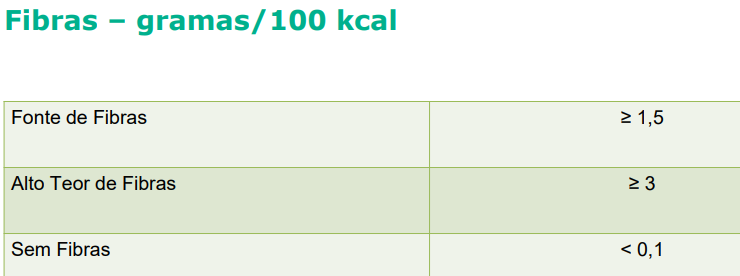 Fibras – gramas/100 kcal
Fonte de Fibras ≥ 1,5
Alto Teor de Fibras ≥ 3
Sem Fibras < 0,1